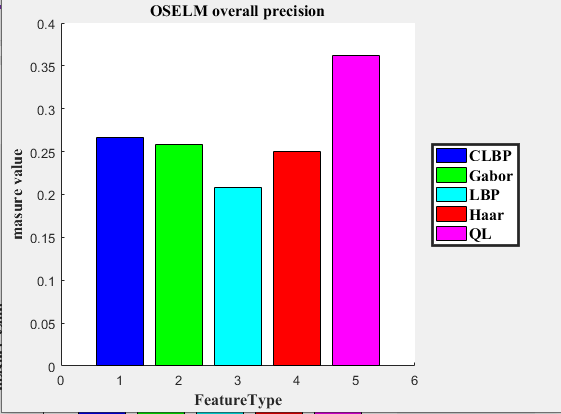 OSELM overall precision
0.4
0.35
0.3
0.25
0.2
0.15
0.1
0.05
0
masure value
0 1 2 3 4 5 6
FeatureType
CLBP
Gabor
LBP
Haar
QL